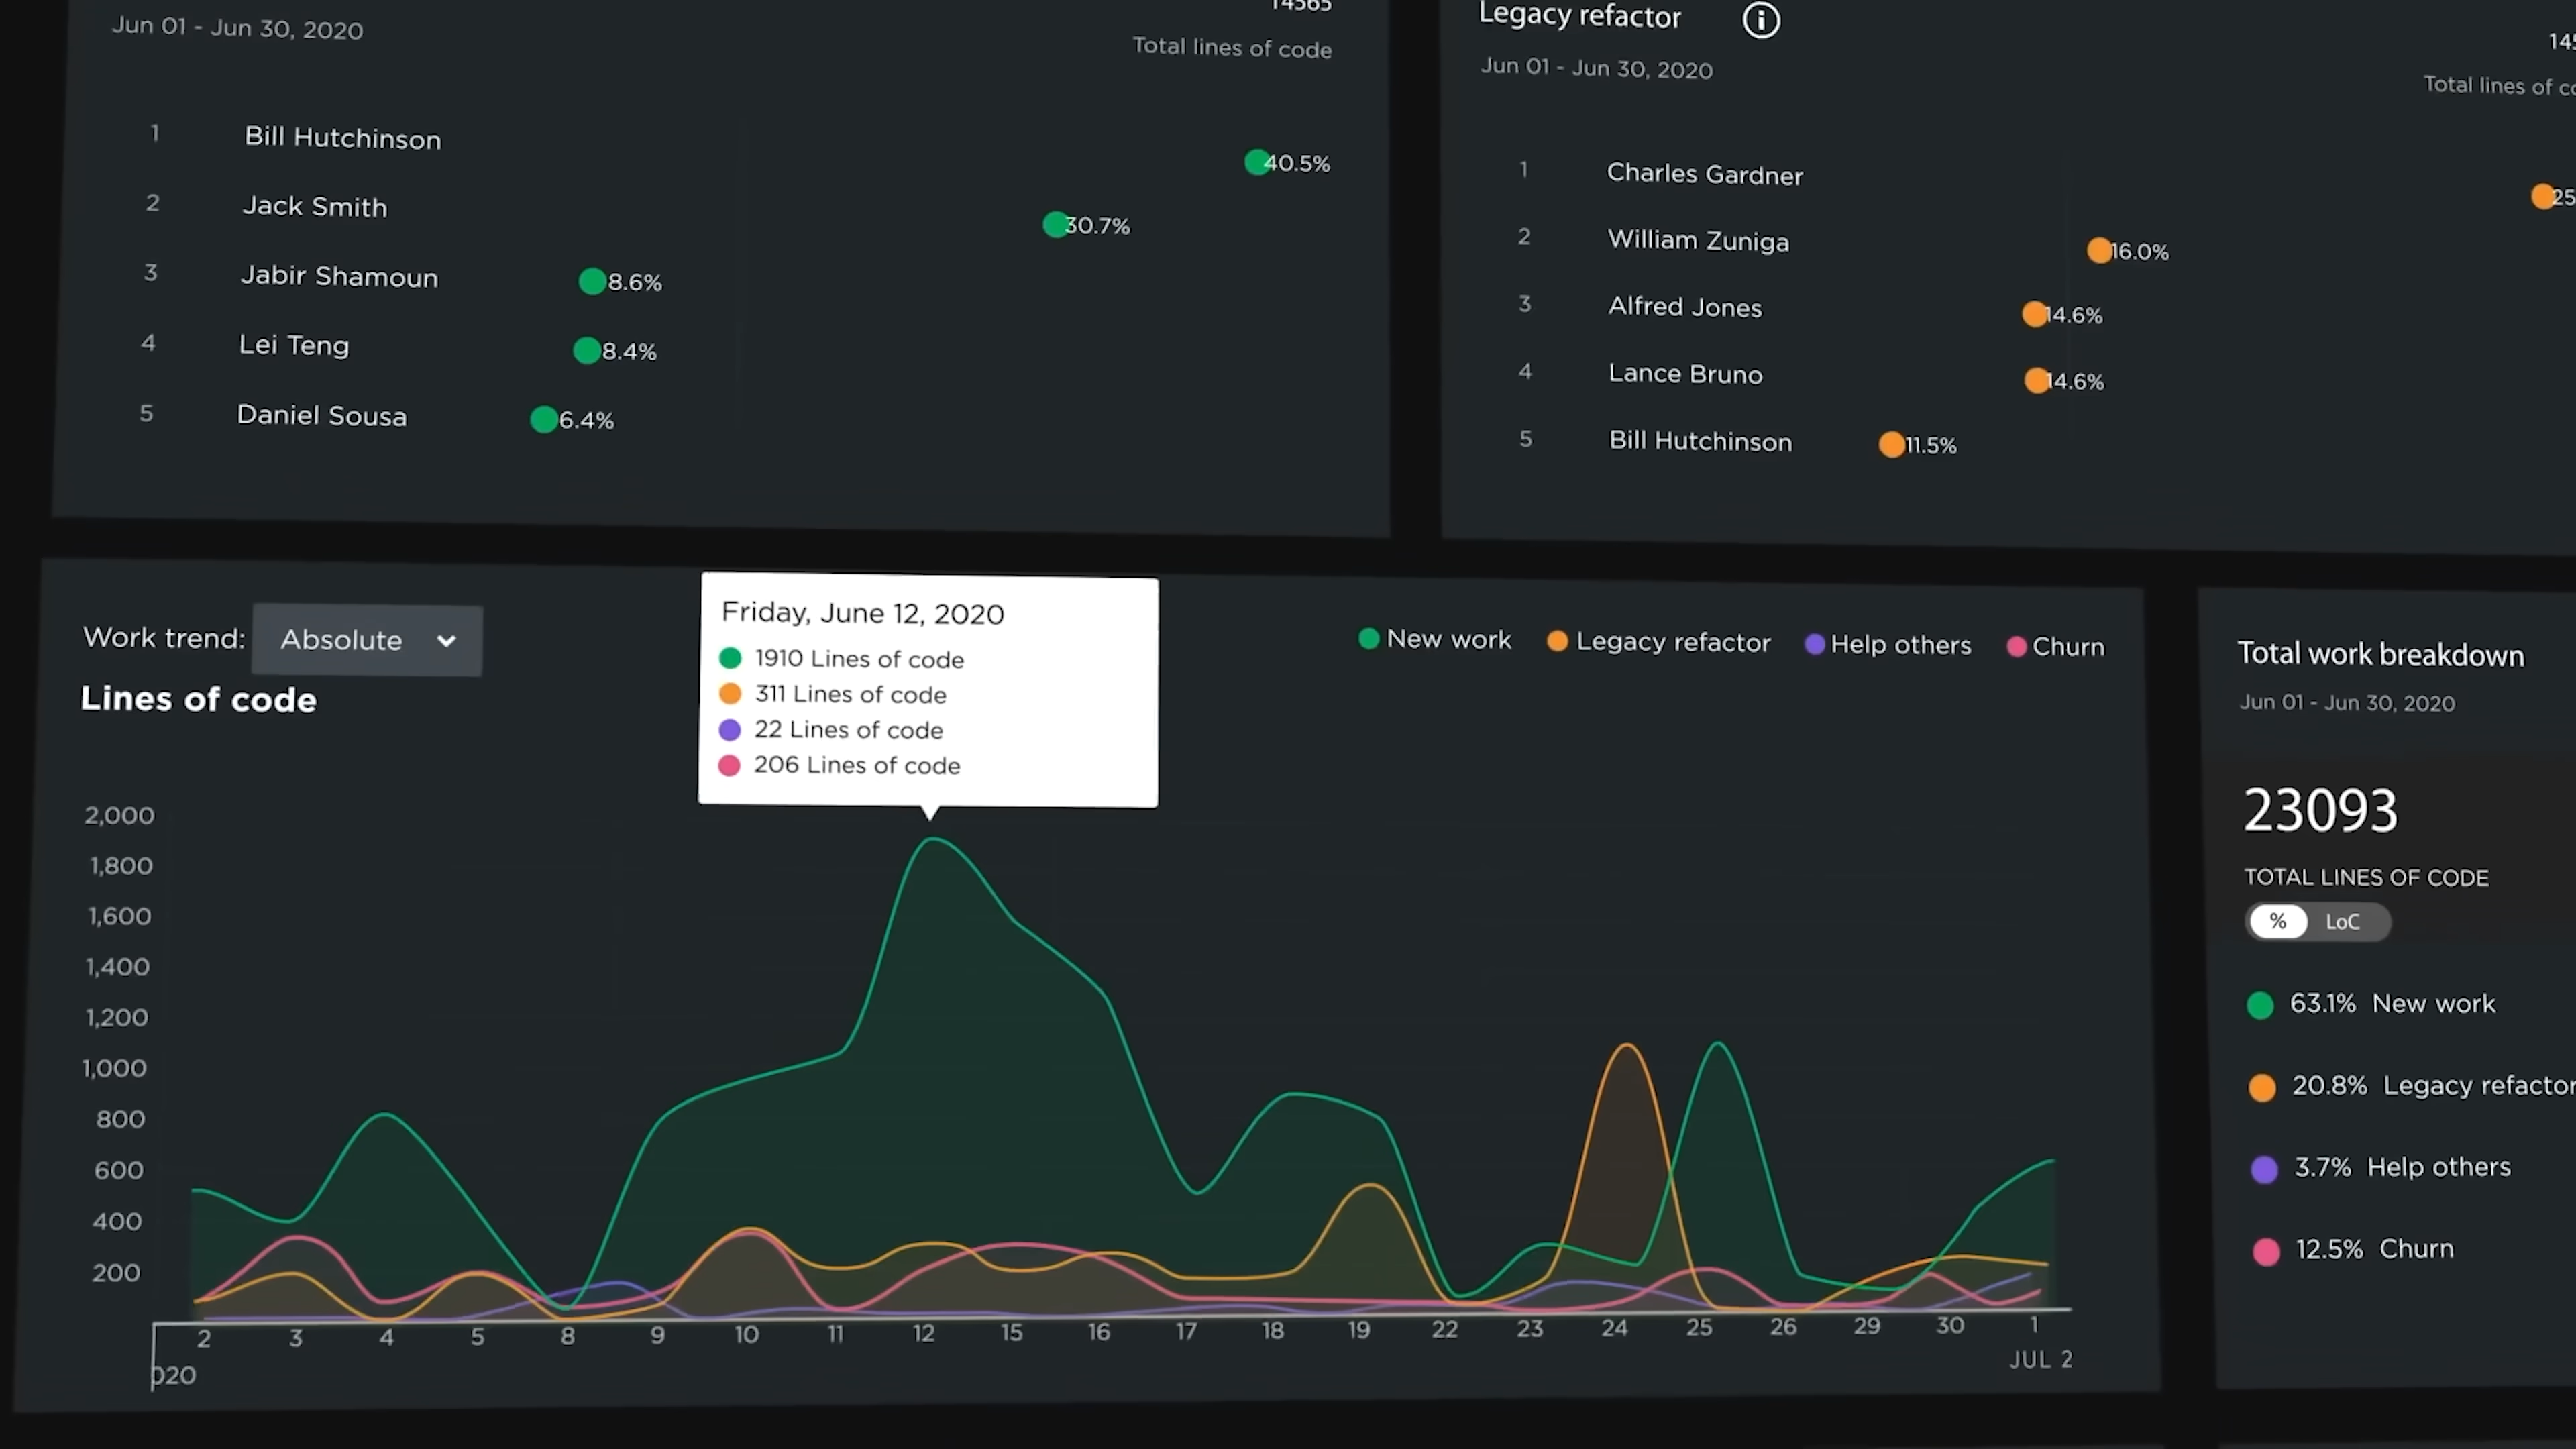 Jun 01 - Jun 30, 2020
14565
Total lines of code
1 Bill Hutchinson 40.5%
2 Jack Smith 30.7%
3 Jabir Shamoun 8.6%
4 Lei Teng 8.4%
5 Daniel Sousa 6.4%
Legacy refactor
Jun 01 - Jun 30, 2020
Total lines of
1 Charles Gardner
2 William Zuniga 16.0%
3 Alfred Jones 14.6%
4 Lance Bruno 14.6%
5 Bill Hutchinson 11.5%
Work trend: Absolute
Lines of code
Friday, June 12, 2020
1910 Lines of code
311 Lines of code
22 Lines of code
206 Lines of code
New work Legacy refactor Help others Churn
2,000
1,800
1,600
1,400
1,200
1,000
800
600
400
200
2 3 4 5 8 9 10 11 12 15 16 17 18 19 22 23 24 25 26 29 30 1
020
JUL 2
Total work breakdown
Jun 01 - Jun 30, 2020
23093
TOTAL LINES OF CODE
% LoC
63.1% New work
20.8% Legacy refactor
3.7% Help others
12.5% Churn